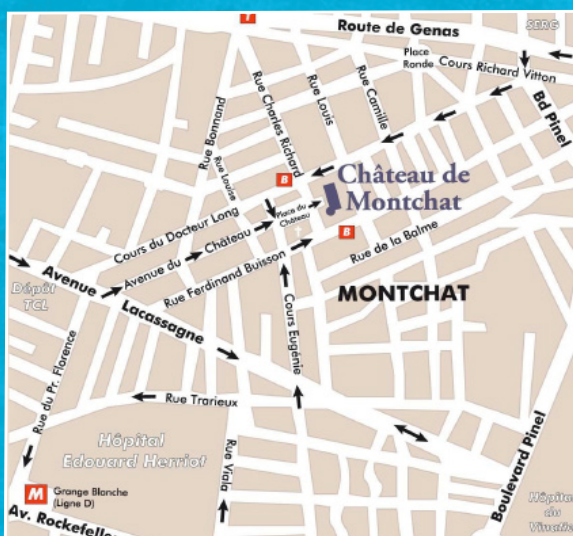 T
Route de Genas
SERG
Place
Ronde
Cours Richard Vitton
Bd Pinel
Rue Bonnand
Rue Charles Richard
Rue Louis
Rue Camille
Rue Louise
B
Château de
Montchat
Place du
Château
Cours du Docteur Long
Avenue du Château
Rue Ferdinand Buisson
B
Rue de la Balme
MONTCHAT
Dépôt
TCL
Avenue Lacassagne
Cours Eugénie
Rue du Pr. Florence
Rue Trarieux
Hôpital
Edouard Herriot
Rue Viala
Boulevard Pinel
M
Grange Blanche
(Ligne D)
Av. Rockefeller
Hôpital
du